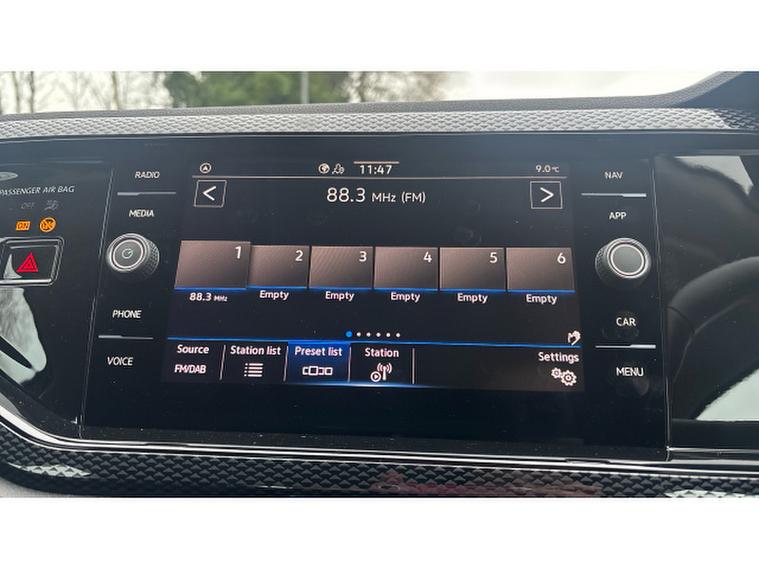 PASSENGER AIR BAG
OFF
ON
RADIO
MEDIA
PHONE
VOICE
11:47
9.0°C
88.3 MHz (FM)
1 2 3 4 5 6
88.3 MHz Empty Empty Empty Empty Empty
Source Station list Preset list Station Settings
FM/DAB
NAV
APP
CAR
MENU